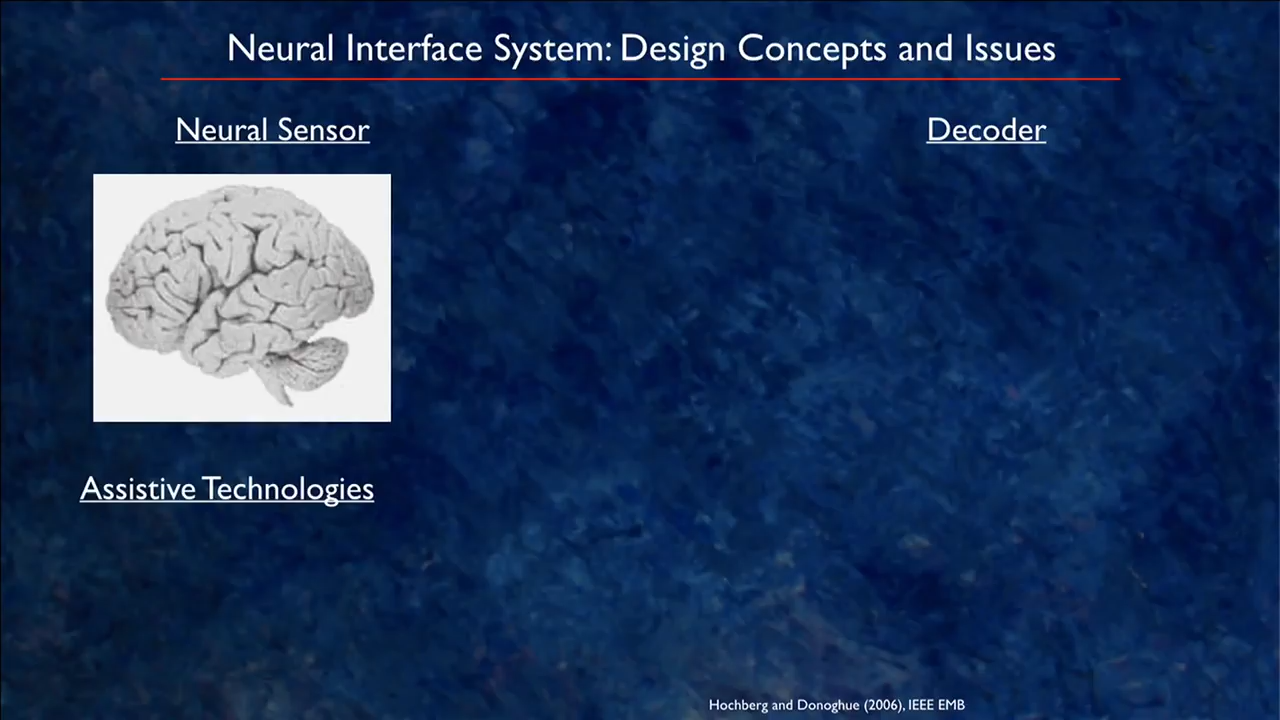 Neural Interface System: Design Concepts and Issues
Neural Sensor
Decoder
Assistive Technologies
Hochberg and Donoghue (2006), IEEE EMB